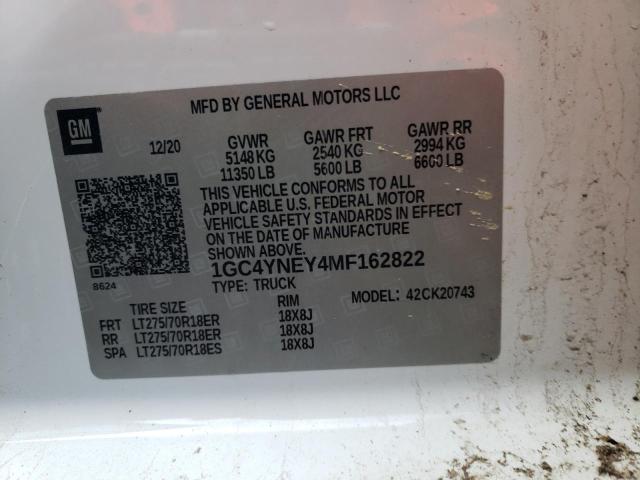 GM
MFD BY GENERAL MOTORS LLC
12/20 GVWR GAWR FRT GAWR RR
5148 KG 2540 KG 2994 KG
11350 LB 5600 LB 6600 LB
THIS VEHICLE CONFORMS TO ALL
APPLICABLE U.S. FEDERAL MOTOR
VEHICLE SAFETY STANDARDS IN EFFECT
ON THE DATE OF MANUFACTURE
SHOWN ABOVE.
8624
1GC4YNEY4MF162822
TYPE: TRUCK MODEL: 42CK20743
TIRE SIZE RIM
FRT LT275/70R18ER 18X8J
RR LT275/70R18ER 18X8J
SPA LT275/70R18ES 18X8J